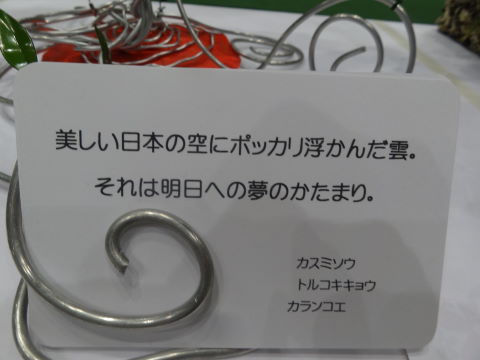 美しい日本の空にポッカリ浮かんだ雲。
それは明日への夢のかたまり。
カスミソウ
トルコキキョウ
カランコエ